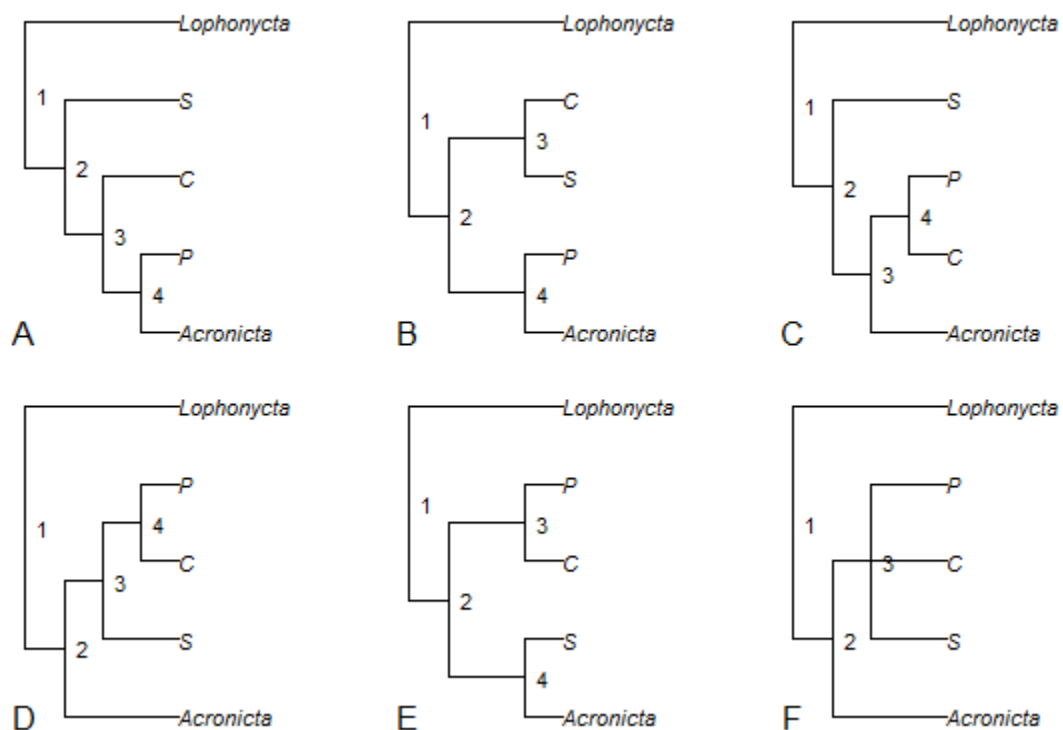 Lophonycta Lophonycta Lophonycta
1 S 1 C 1 S
2 C 3 S 2 P
3 P 2 P 4 C
4 4 3
A Acronicta B Acronicta C Acronicta
Lophonycta Lophonycta Lophonycta
1 P 1 P 1 P
4 C 3 C 3 C
3 S 2 S 2 S
2 4
D Acronicta E Acronicta F Acronicta